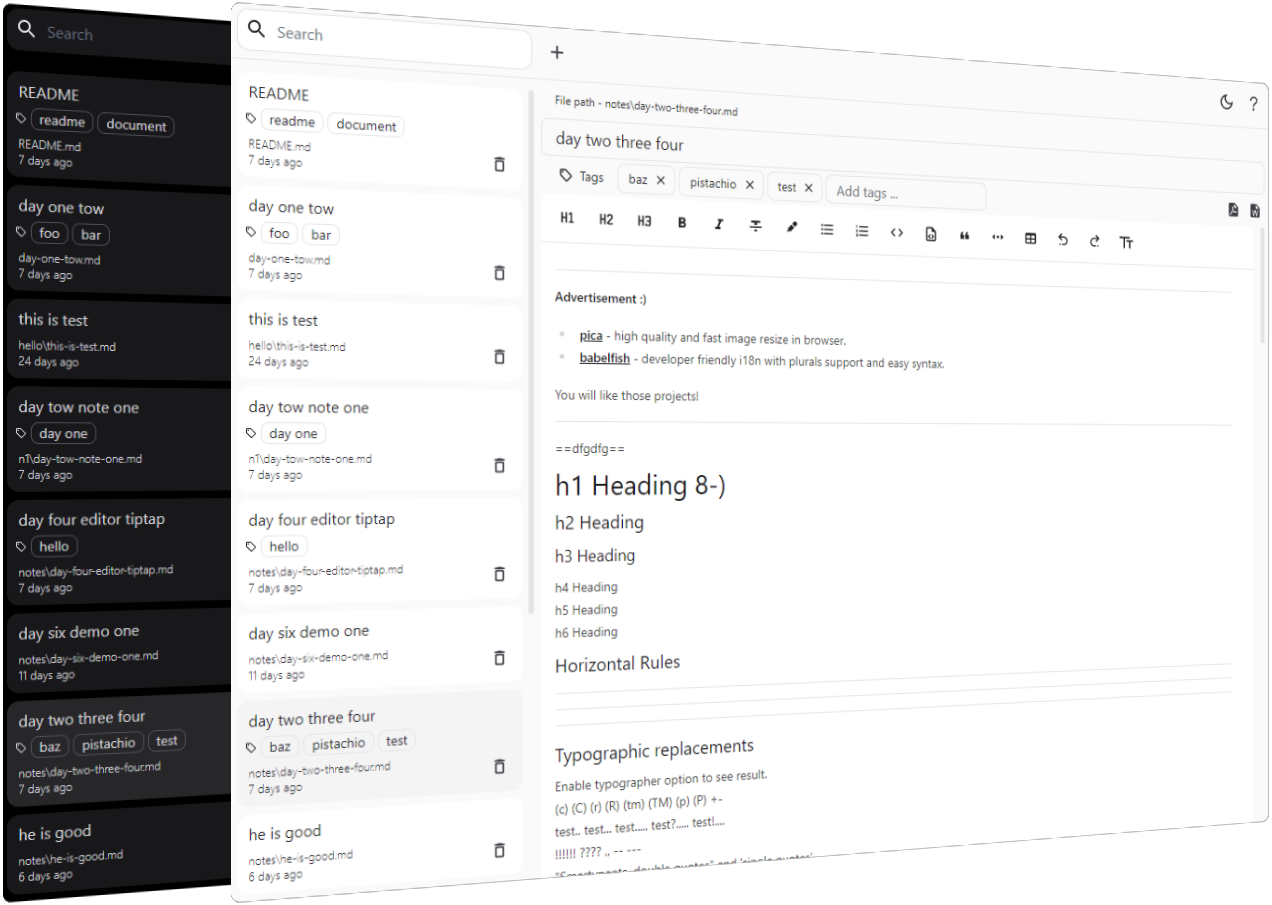 Search
README
readme document
README.md
7 days ago
day one tow
foo bar
day-one-tow.md
7 days ago
this is test
hello\this-is-test.md
24 days ago
day tow note one
day one
n1\day-tow-note-one.md
7 days ago
day four editor tiptap
hello
notes\day-four-editor-tiptap.md
7 days ago
day six demo one
notes\day-six-demo-one.md
11 days ago
day two three four
baz pistachio test
notes\day-two-three-four.md
7 days ago
he is good
notes\he-is-good.md
6 days ago
Search
README
readme document
README.md
7 days ago
day one tow
foo bar
day-one-tow.md
7 days ago
this is test
hello\this-is-test.md
24 days ago
day tow note one
day one
n1\day-tow-note-one.md
7 days ago
day four editor tiptap
hello
notes\day-four-editor-tiptap.md
7 days ago
day six demo one
notes\day-six-demo-one.md
11 days ago
day two three four
baz pistachio test
notes\day-two-three-four.md
7 days ago
he is good
notes\he-is-good.md
6 days ago
+
?
File path - notes\day-two-three-four.md
day two three four
Tags baz × pistachio × test × Add tags ...
H1 H2 H3 B I T <> “ Tт
Advertisement :)
pica - high quality and fast image resize in browser.
babelfish - developer friendly i18n with plurals support and easy syntax.
You will like those projects!
==dfgdfg==
h1 Heading 8-)
h2 Heading
h3 Heading
h4 Heading
h5 Heading
h6 Heading
Horizontal Rules
Typographic replacements
Enable typographer option to see result.
(c) (C) (r) (R) (tm) (TM) (p) (P) +-
test.. test... test..... test?..... test!....
!!!!!! ???? ,, -- ---
"Smartypants, double quotes" and 'single quotes'